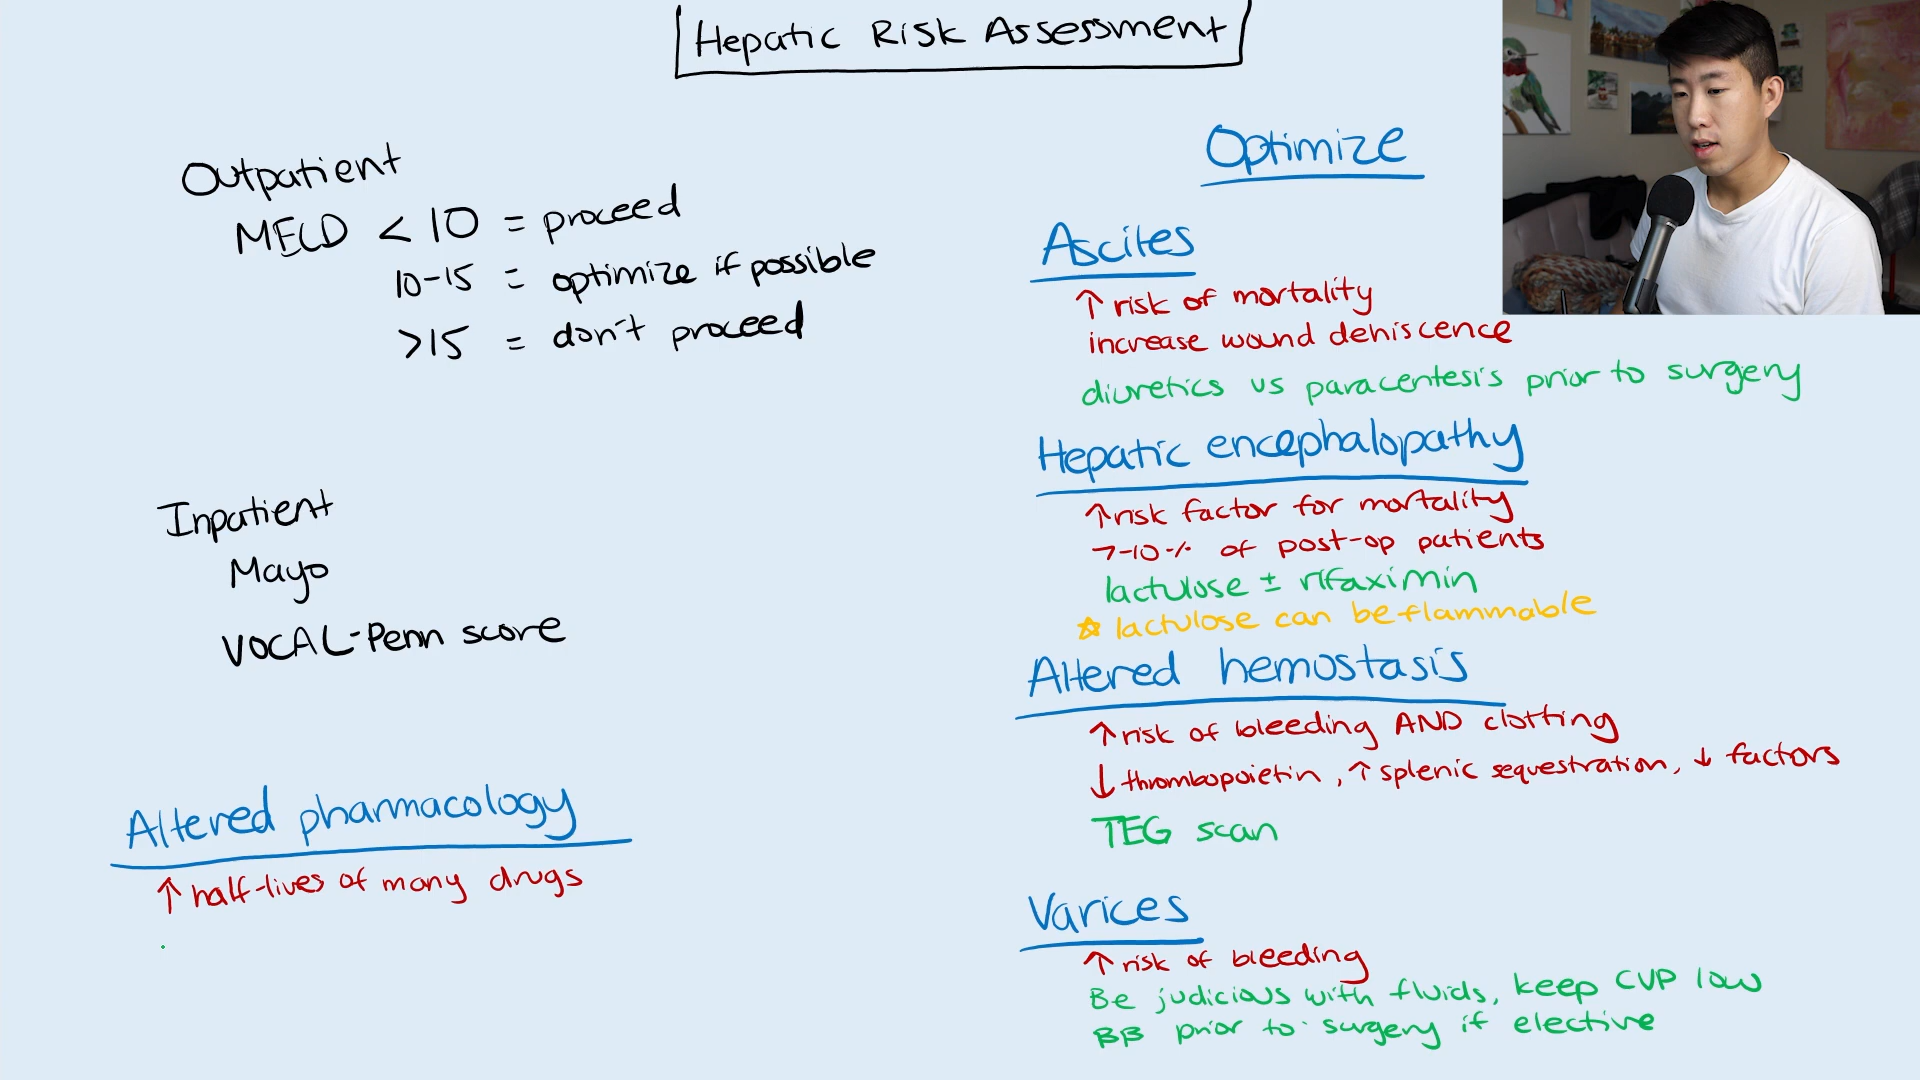 Hepatic Risk Assessment
Outpatient
MELD < 10 = proceed
10-15 = optimize if possible
>15 = don't proceed
Inpatient
Mayo
VOCAL-Penn score
Altered pharmacology
↑ half-lives of many drugs
Optimize
Ascites
↑ risk of mortality
increase wound dehiscence
diuretics vs paracentesis prior to surgery
Hepatic encephalopathy
↑ risk factor for mortality
7-10% of post-op patients
lactulose ± rifaximin
☆ lactulose can be flammable
Altered hemostasis
↑ risk of bleeding AND clotting
↓ thrombopoietin, ↑ splenic sequestration, ↓ factors
TEG scan
Varices
↑ risk of bleeding
Be judicious with fluids, keep CVP low
BB prior to surgery if elective